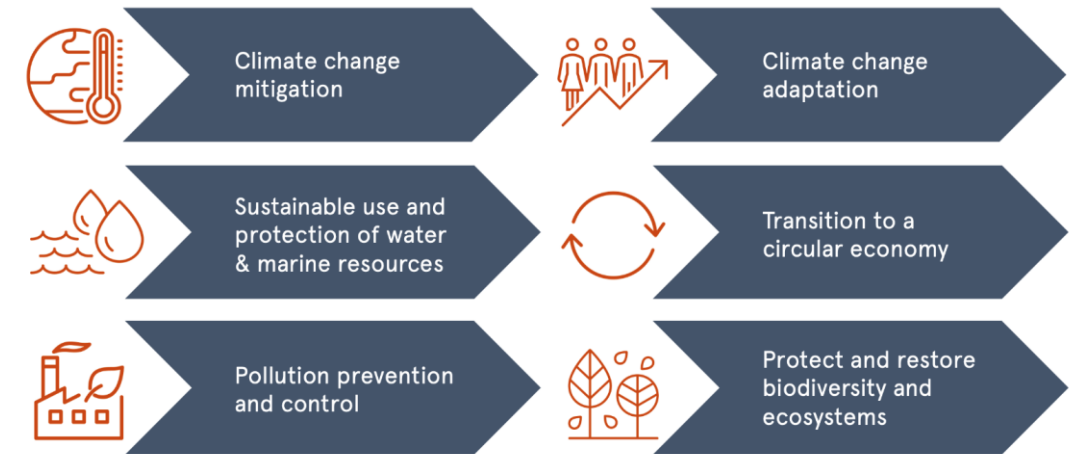 Climate change
mitigation
Climate change
adaptation
Sustainable use and
protection of water
& marine resources
Transition to a
circular economy
Pollution prevention
and control
Protect and restore
biodiversity and
ecosystems